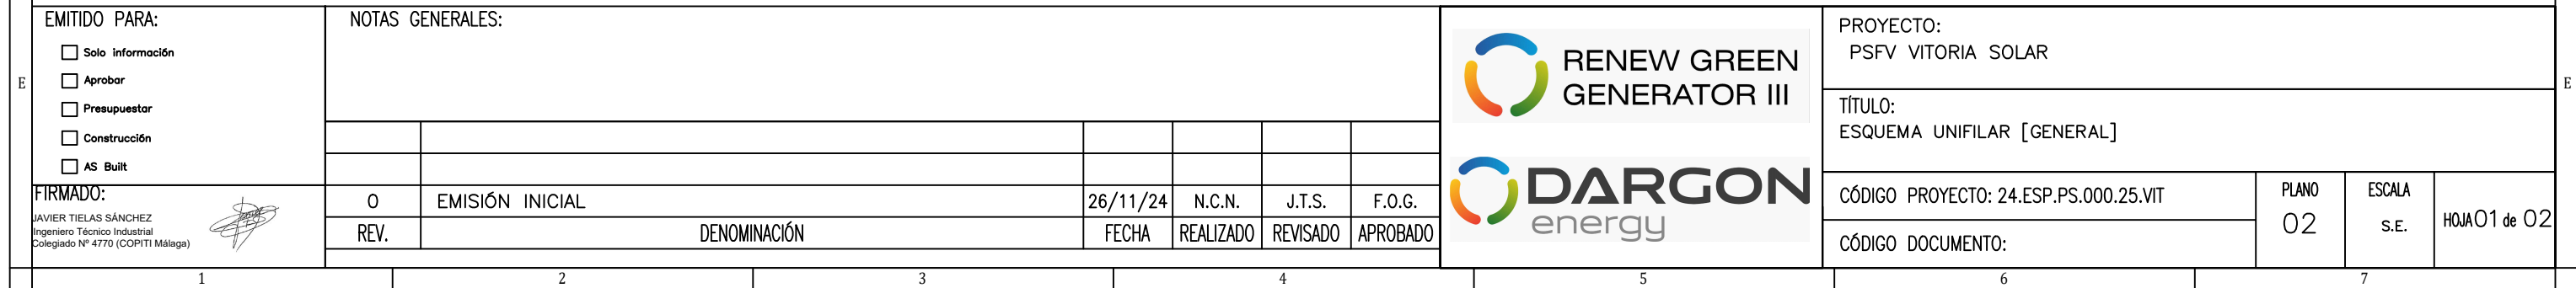 EMITIDO PARA:
Solo información
Aprobar
Presupuestar
Construcción
AS Built
FIRMADO:
JAVIER TIELAS SÁNCHEZ
Ingeniero Técnico Industrial
Colegiado Nº 4770 (COPITI Málaga)
NOTAS GENERALES:
0 EMISIÓN INICIAL 26/11/24 N.C.N. J.T.S. F.O.G.
REV. DENOMINACIÓN FECHA REALIZADO REVISADO APROBADO
RENEW GREEN
GENERATOR III
DARGON
energy
PROYECTO:
PSFV VITORIA SOLAR
TÍTULO:
ESQUEMA UNIFILAR [GENERAL]
CÓDIGO PROYECTO: 24.ESP.PS.000.25.VIT
CÓDIGO DOCUMENTO:
PLANO
02
ESCALA
S.E.
HOJA 01 de 02
E
E
1 2 3 4 5 6 7